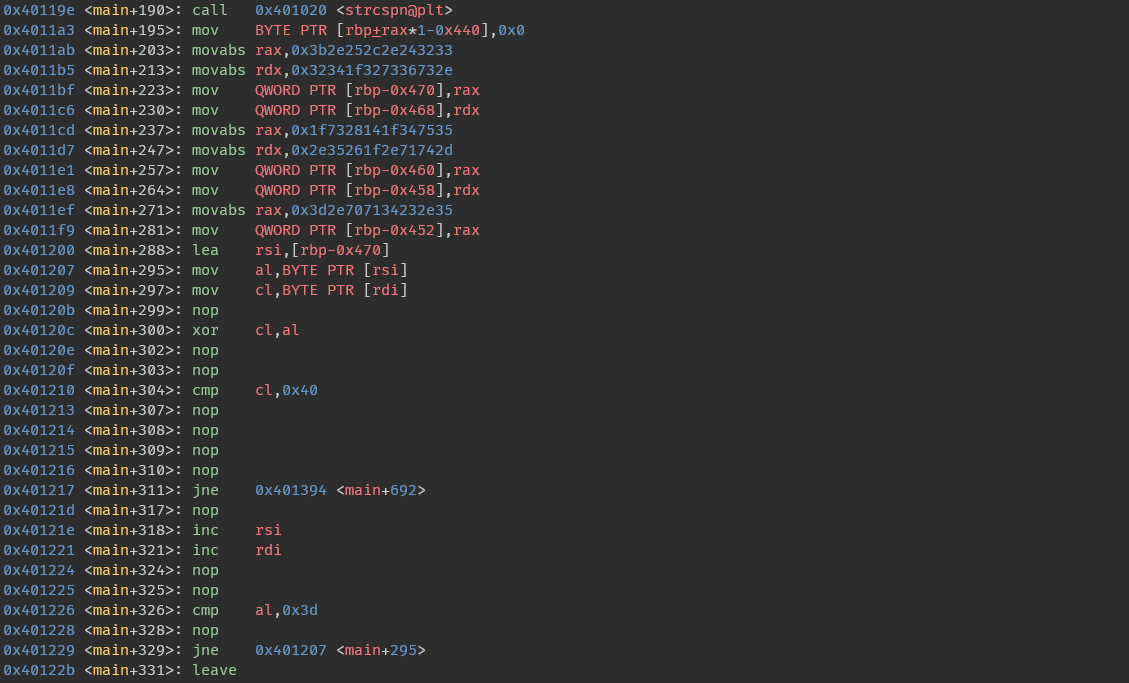 0x40119e <main+190>: call   0x401020 <strcspn@plt>
0x4011a3 <main+195>: mov    BYTE PTR [rbp+rax*1-0x440],0x0
0x4011ab <main+203>: movabs rax,0x3b2e252c2e243233
0x4011b5 <main+213>: movabs rdx,0x32341f327336732e
0x4011bf <main+223>: mov    QWORD PTR [rbp-0x470],rax
0x4011c6 <main+230>: mov    QWORD PTR [rbp-0x468],rdx
0x4011cd <main+237>: movabs rax,0x1f7328141f347535
0x4011d7 <main+247>: movabs rdx,0x2e35261f2e71742d
0x4011e1 <main+257>: mov    QWORD PTR [rbp-0x460],rax
0x4011e8 <main+264>: mov    QWORD PTR [rbp-0x458],rdx
0x4011ef <main+271>: movabs rax,0x3d2e707134232e35
0x4011f9 <main+281>: mov    QWORD PTR [rbp-0x452],rax
0x401200 <main+288>: lea    rsi,[rbp-0x470]
0x401207 <main+295>: mov    al,BYTE PTR [rsi]
0x401209 <main+297>: mov    cl,BYTE PTR [rdi]
0x40120b <main+299>: nop
0x40120c <main+300>: xor    cl,al
0x40120e <main+302>: nop
0x40120f <main+303>: nop
0x401210 <main+304>: cmp    cl,0x40
0x401213 <main+307>: nop
0x401214 <main+308>: nop
0x401215 <main+309>: nop
0x401216 <main+310>: nop
0x401217 <main+311>: jne    0x401394 <main+692>
0x40121d <main+317>: nop
0x40121e <main+318>: inc    rsi
0x401221 <main+321>: inc    rdi
0x401224 <main+324>: nop
0x401225 <main+325>: nop
0x401226 <main+326>: cmp    al,0x3d
0x401228 <main+328>: nop
0x401229 <main+329>: jne    0x401207 <main+295>
0x40122b <main+331>: leave